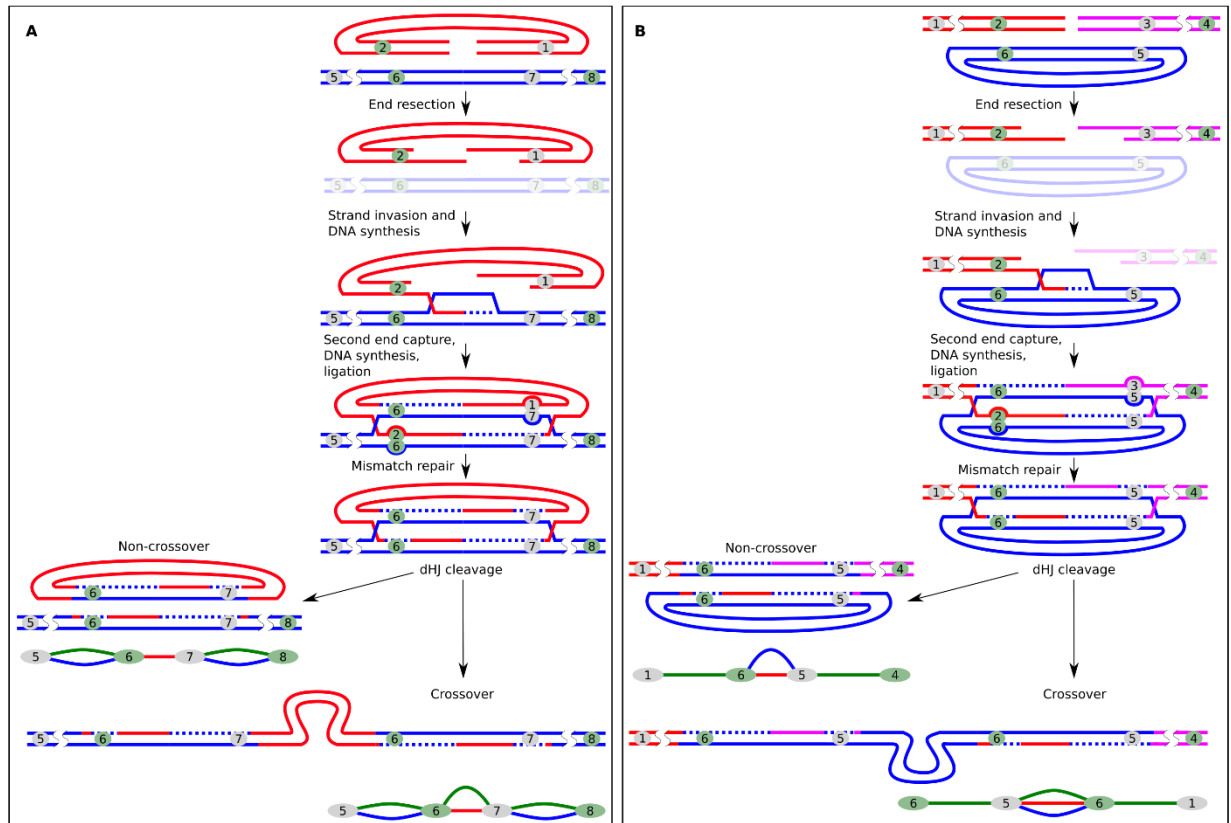 A
2 1
5 6 7 8
End resection
2 1
5 6 7 8
Strand invasion and
DNA synthesis
1
2
5 6 7 8
Second end capture,
DNA synthesis,
ligation
1
6 7
2
5 6 7 8
Mismatch repair
6 7
5 6 7 8
Non-crossover
dHJ cleavage
6 7
5 6 7 8
5 6 7 8
Crossover
5 6 7 6 7 8
5 6 7 8
B
1 2 3 4
6 5
End resection
1 2 3 4
6 5
Strand invasion and
DNA synthesis
3 4
1 2
6 5
Second end capture,
DNA synthesis,
ligation
3
1 6 5 4
2 5
6
Mismatch repair
1 6 5 4
6 5
Non-crossover
dHJ cleavage
1 6 5 4
6 5
1 6 5 4
Crossover
1 6 5 6 5 4
6 5 6 1